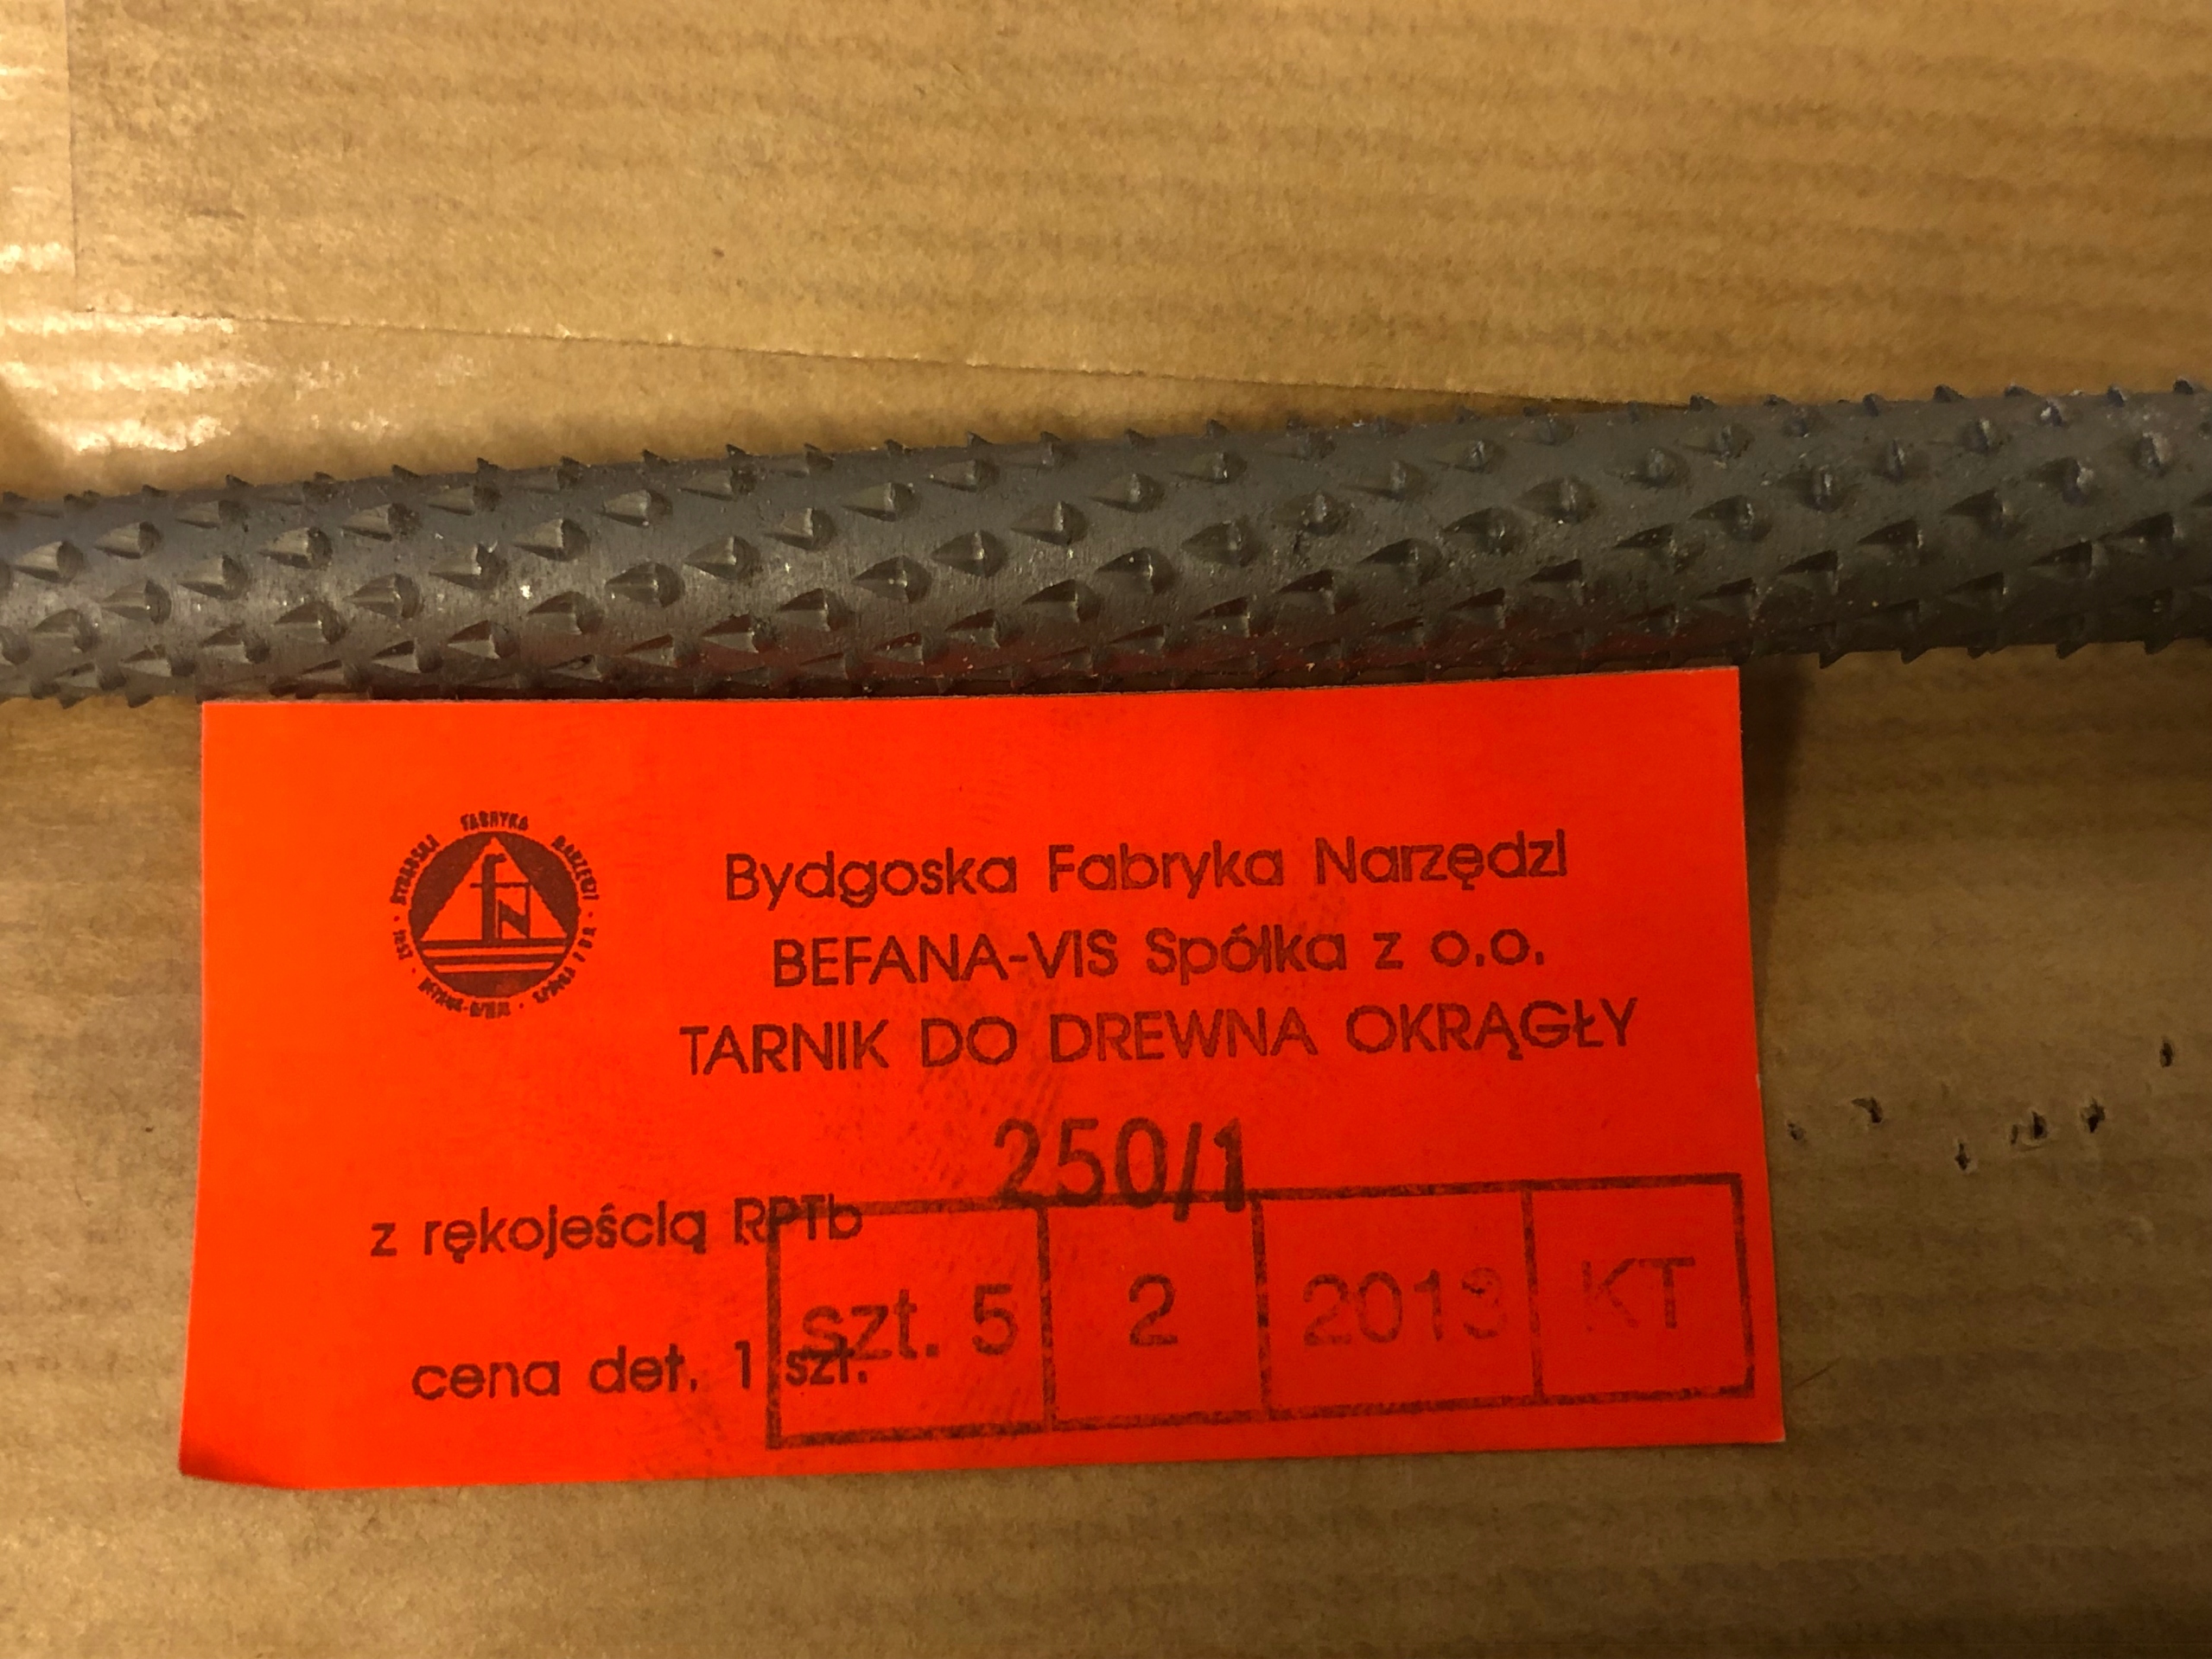 FABRYKA
Bydgoska Fabryka Narzędzi
BEFANA-VIS Spółka z o.o.
TARNIK DO DREWNA OKRĄGŁY
250/1
z rękojeścią RPTb
szt. 5 2 2013 KT
cena det. 1 szt.